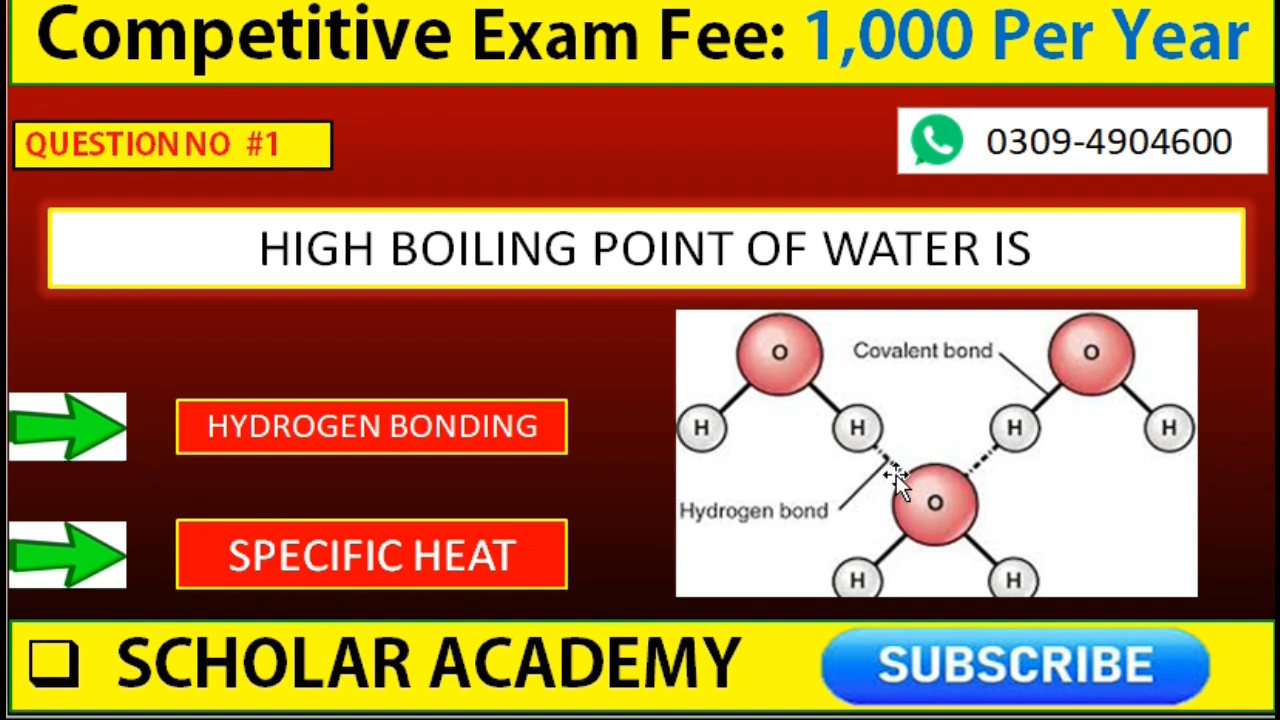 Competitive Exam Fee: 1,000 Per Year
QUESTION NO #1
0309-4904600
HIGH BOILING POINT OF WATER IS
HYDROGEN BONDING
SPECIFIC HEAT
O
Covalent bond
O
H
H
H
H
Hydrogen bond
O
H
H
SCHOLAR ACADEMY
SUBSCRIBE